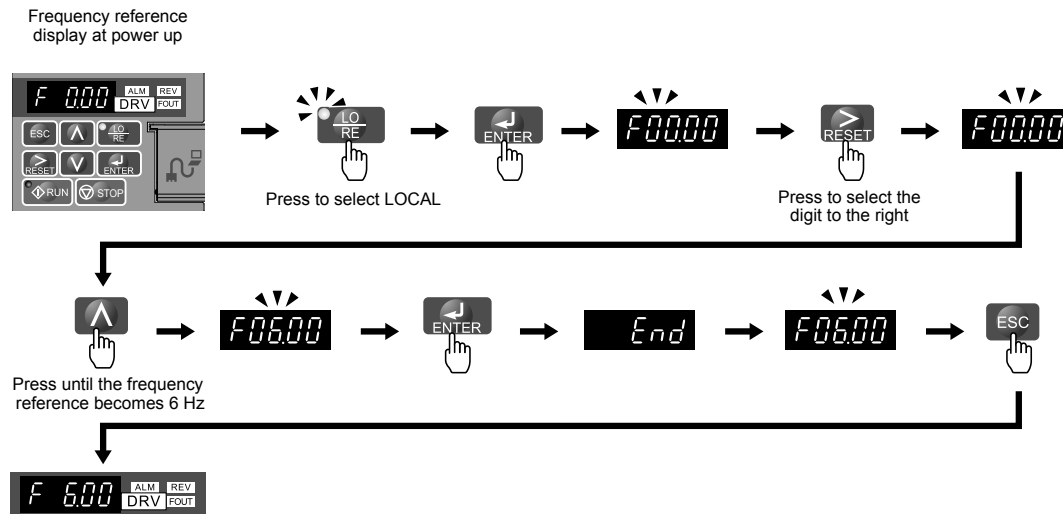 Frequency reference
display at power up
F 0.00
ALM REV
DRV FOUT
ESC LO
RE
RESET ENTER
RUN STOP
LO
RE
Press to select LOCAL
ENTER
F00.00
RESET
Press to select the
digit to the right
F00.00
Press until the frequency
reference becomes 6 Hz
F06.00
ENTER
End
F06.00
ESC
F 6.00
ALM REV
DRV FOUT